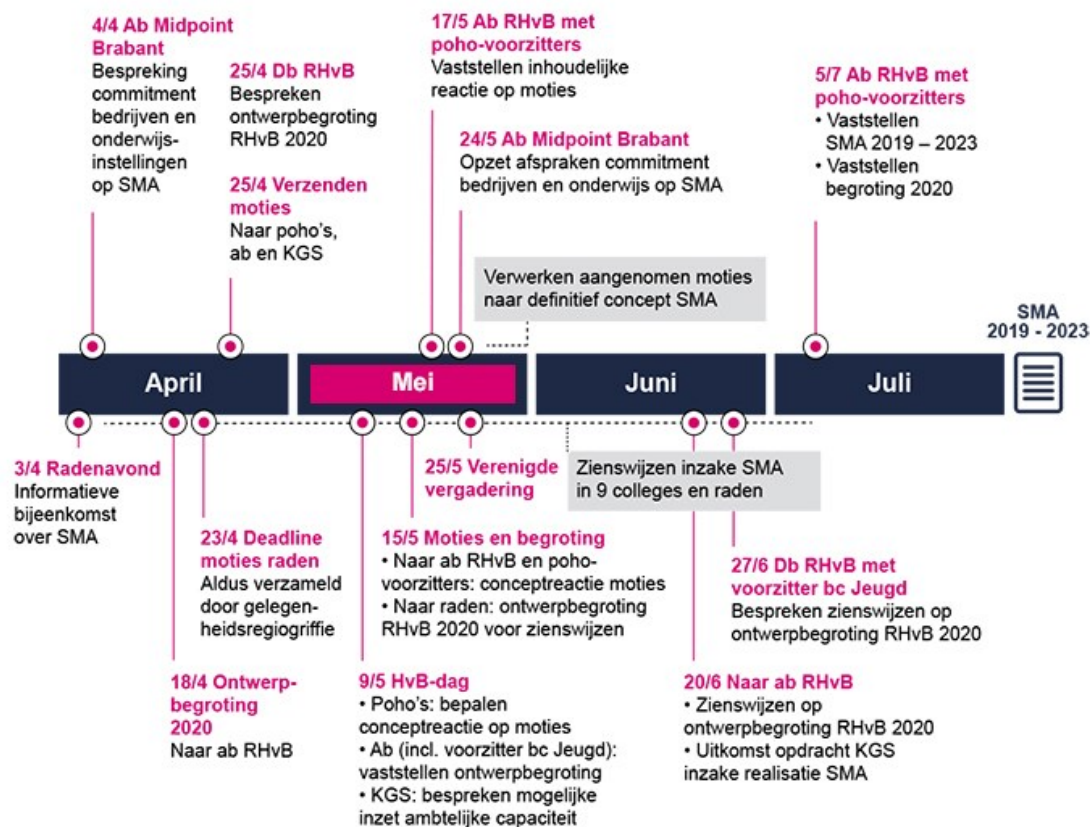 4/4 Ab Midpoint
Brabant
Bespreking
commitment
bedrijven en
onderwijs-
instellingen
op SMA
25/4 Db RHvB
Bespreken
ontwerpbegroting
RHvB 2020
25/4 Verzenden
moties
Naar poho's,
ab en KGS
17/5 Ab RHvB met
poho-voorzitters
Vaststellen inhoudelijke
reactie op moties
24/5 Ab Midpoint Brabant
Opzet afspraken commitment
bedrijven en onderwijs op SMA
5/7 Ab RHvB met
poho-voorzitters
• Vaststellen
SMA 2019 – 2023
• Vaststellen
begroting 2020
Verwerken aangenomen moties
naar definitief concept SMA
SMA
2019 - 2023
April
Mei
Juni
Juli
3/4 Radenavond
Informatieve
bijeenkomst
over SMA
23/4 Deadline
moties raden
Aldus verzameld
door gelegen-
heidsregiogriffie
18/4 Ontwerp-
begroting
2020
Naar ab RHvB
25/5 Verenigde
vergadering
Zienswijzen inzake SMA
in 9 colleges en raden
15/5 Moties en begroting
• Naar ab RHvB en poho-
voorzitters: conceptreactie moties
• Naar raden: ontwerpbegroting
RHvB 2020 voor zienswijzen
9/5 HvB-dag
• Poho's: bepalen
conceptreactie op moties
• Ab (incl. voorzitter bc Jeugd):
vaststellen ontwerpbegroting
• KGS: bespreken mogelijke
inzet ambtelijke capaciteit
27/6 Db RHvB met
voorzitter bc Jeugd
Bespreken zienswijzen op
ontwerpbegroting RHvB 2020
20/6 Naar ab RHvB
• Zienswijzen op
ontwerpbegroting RHvB 2020
• Uitkomst opdracht KGS
inzake realisatie SMA